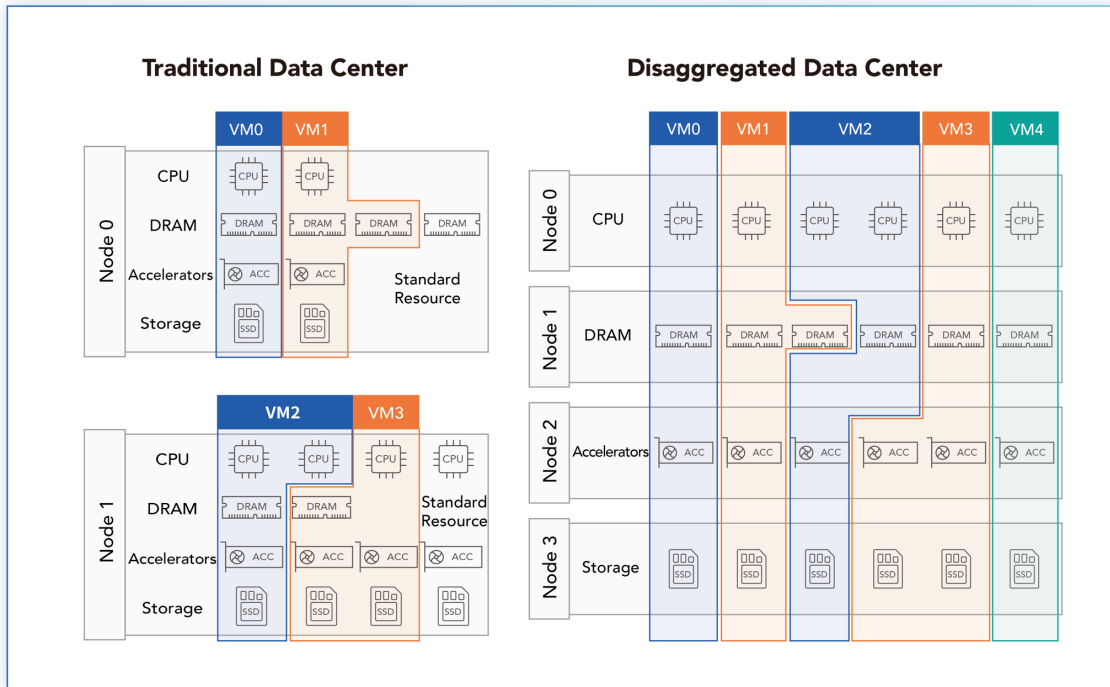 Traditional Data Center
VM0 VM1
Node 0
CPU CPU CPU
DRAM DRAM DRAM DRAM DRAM
Accelerators ACC ACC
Standard
Resource
Storage SSD SSD
VM2 VM3
Node 1
CPU CPU CPU CPU CPU
DRAM DRAM DRAM
Standard
Resource
Accelerators ACC ACC ACC ACC
Storage SSD SSD SSD SSD
Disaggregated Data Center
VM0 VM1 VM2 VM3 VM4
Node 0
CPU CPU CPU CPU CPU CPU CPU
Node 1
DRAM DRAM DRAM DRAM DRAM DRAM DRAM
Node 2
Accelerators ACC ACC ACC ACC ACC ACC
Node 3
Storage SSD SSD SSD SSD SSD SSD